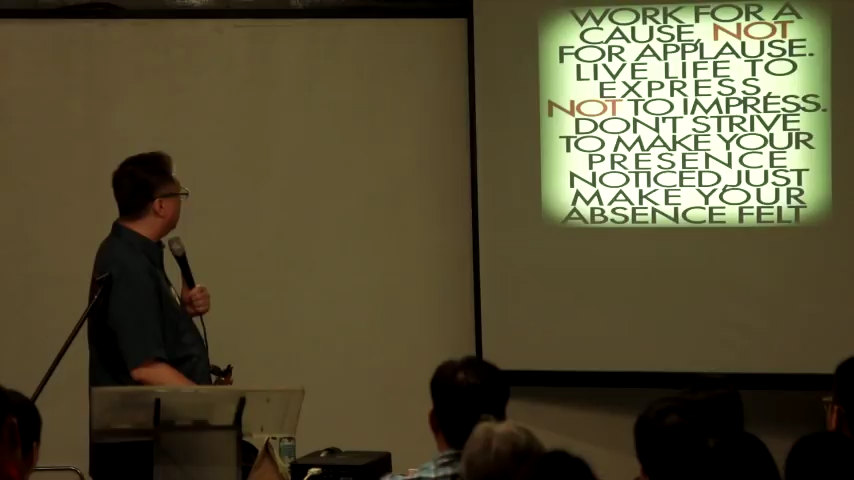 WORK FOR A
CAUSE, NOT
FOR APPLAUSE.
LIVE LIFE TO
EXPRESS,
NOT TO IMPRESS.
DON'T STRIVE
TO MAKE YOUR
PRESENCE
NOTICED JUST
MAKE YOUR
ABSENCE FELT